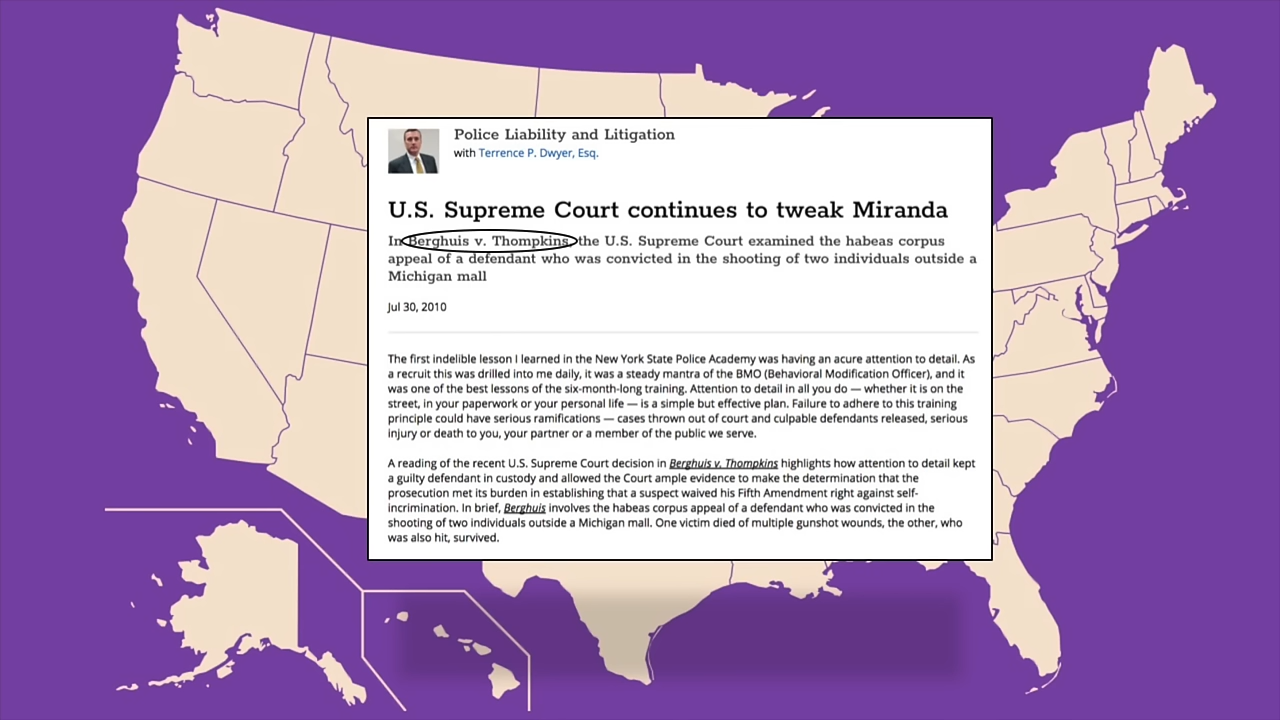 Police Liability and Litigation
with Terrence P. Dwyer, Esq.
U.S. Supreme Court continues to tweak Miranda
In Berghuis v. Thompkins, the U.S. Supreme Court examined the habeas corpus
appeal of a defendant who was convicted in the shooting of two individuals outside a
Michigan mall
Jul 30, 2010
The first indelible lesson I learned in the New York State Police Academy was having an acure attention to detail. As
a recruit this was drilled into me daily, it was a steady mantra of the BMO (Behavioral Modification Officer), and it
was one of the best lessons of the six-month-long training. Attention to detail in all you do — whether it is on the
street, in your paperwork or your personal life — is a simple but effective plan. Failure to adhere to this training
principle could have serious ramifications — cases thrown out of court and culpable defendants released, serious
injury or death to you, your partner or a member of the public we serve.
A reading of the recent U.S. Supreme Court decision in Berghuis v. Thompkins highlights how attention to detail kept
a guilty defendant in custody and allowed the Court ample evidence to make the determination that the
prosecution met its burden in establishing that a suspect waived his Fifth Amendment right against self-
incrimination. In brief, Berghuis involves the habeas corpus appeal of a defendant who was convicted in the
shooting of two individuals outside a Michigan mall. One victim died of multiple gunshot wounds, the other, who
was also hit, survived.